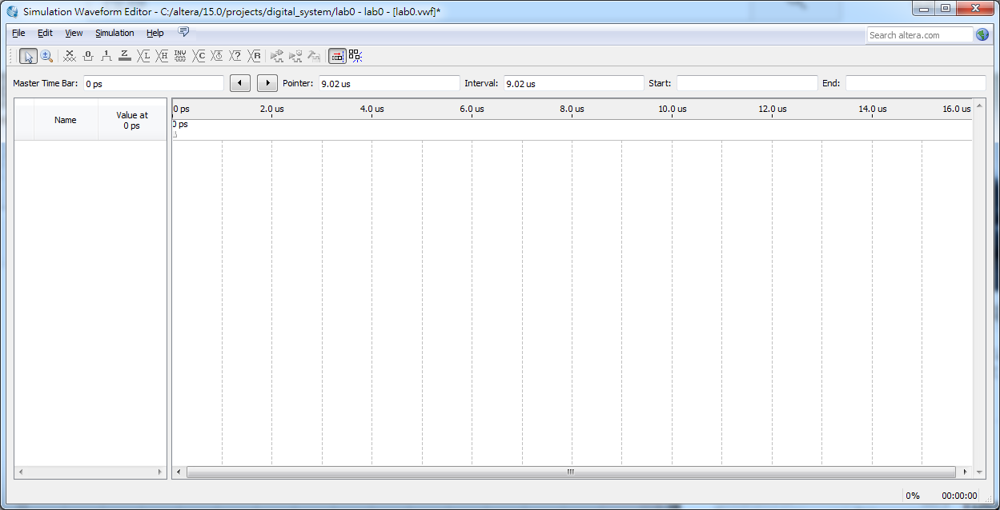 Simulation Waveform Editor - C:/altera/15.0/projects/digital_system/lab0 - lab0 - [lab0.vwf]*
File Edit View Simulation Help
Search altera.com
X 0 1 Z L H INV C ? R
Master Time Bar: 0 ps Pointer: 9.02 us Interval: 9.02 us Start: End:
Name
Value at
0 ps
0 ps 2.0 us 4.0 us 6.0 us 8.0 us 10.0 us 12.0 us 14.0 us 16.0 us
0 ps
0% 00:00:00